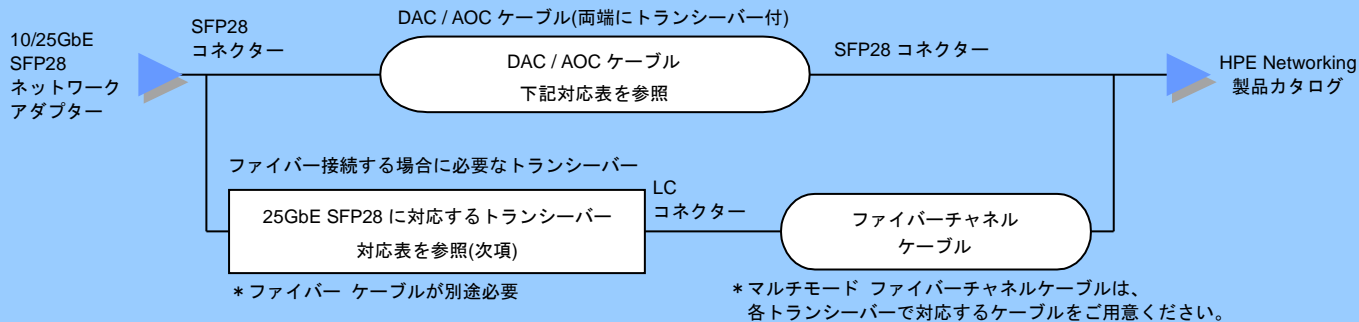 10/25GbE
SFP28
ネットワーク
アダプター
SFP28
コネクター
DAC / AOC ケーブル(両端にトランシーバー付)
DAC / AOC ケーブル
下記対応表を参照
SFP28 コネクター
HPE Networking
製品カタログ
ファイバー接続する場合に必要なトランシーバー
25GbE SFP28 に対応するトランシーバー
対応表を参照(次項)
*ファイバー ケーブルが別途必要
LC
コネクター
ファイバーチャネル
ケーブル
*マルチモード ファイバーチャネルケーブルは、
各トランシーバーで対応するケーブルをご用意ください。